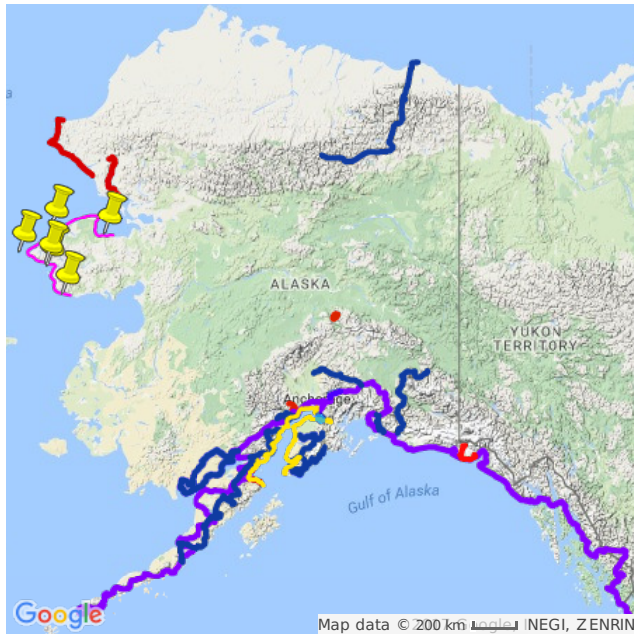 ALASKA
YUKON
TERRITORY
Anchorage
Gulf of Alaska
Google
Map data © 200 km NEGI, ZENRIN